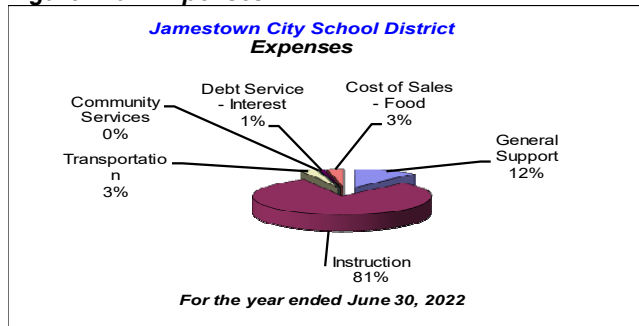 Jamestown City School District
Expenses
Debt Service
- Interest
1%
Cost of Sales
- Food
3%
Community
Services
0%
General
Support
12%
Transportatio
n
3%
Instruction
81%
For the year ended June 30, 2022